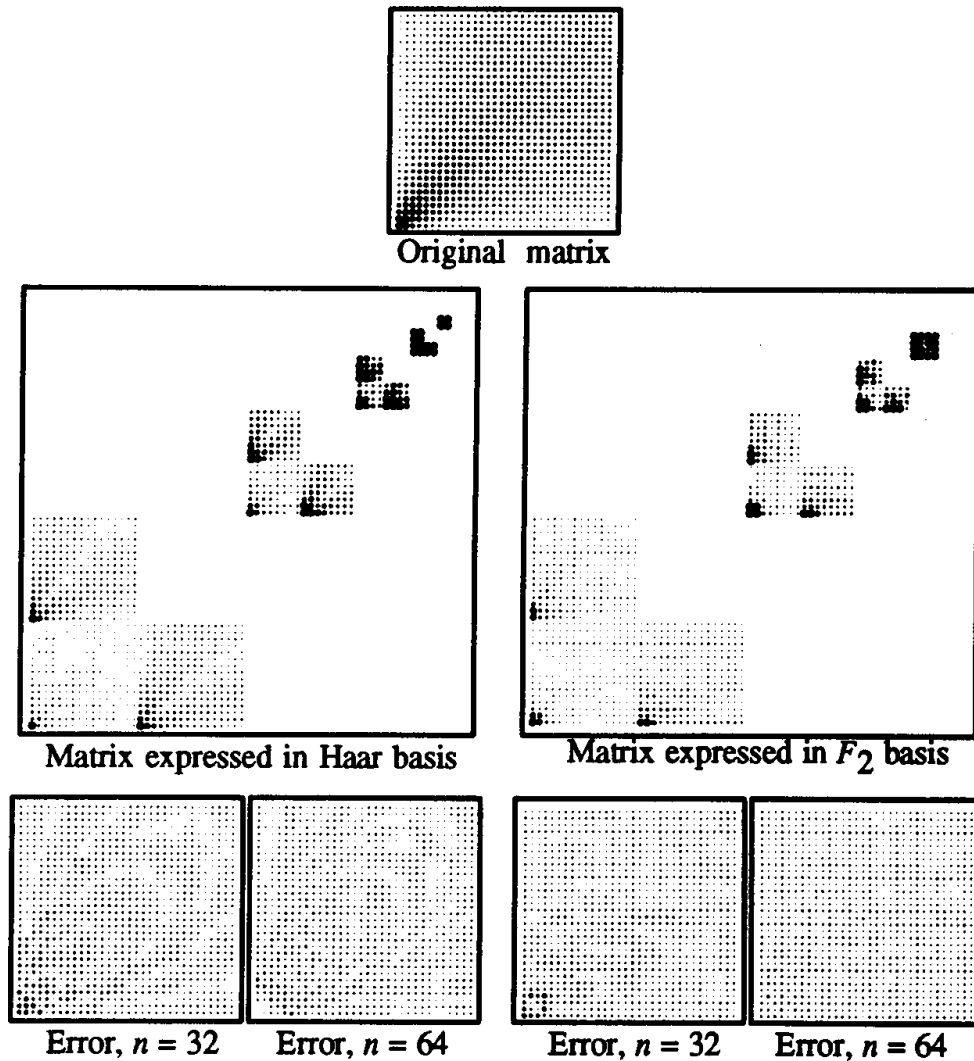 Original matrix
Matrix expressed in Haar basis
Matrix expressed in F2 basis
Error, n = 32
Error, n = 64
Error, n = 32
Error, n = 64